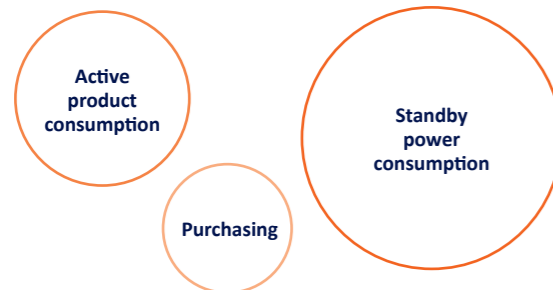 Active
product
consumption
Standby
power
consumption
Purchasing